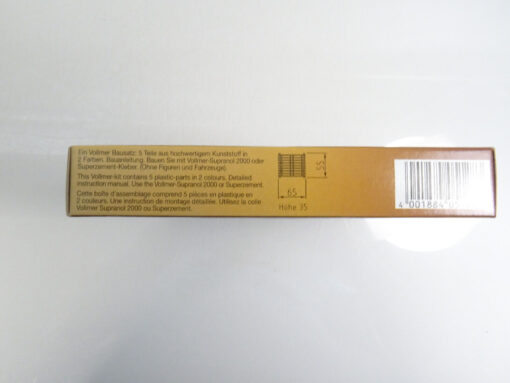 Ein Vollmer Bausatz: 5 Teile aus hochwertigem Kunststoff in
2 Farben. Bauanleitung. Bauen Sie mit Vollmer-Supranol 2000 oder
Superzement-Kleber. (Ohne Figuren und Fahrzeuge).
This Vollmer-kit contains 5 plastic-parts in 2 colours. Detailed
instruction manual. Use the Vollmer-Supranol 2000 or Superzement.
Cette boîte d'assemblage comprend 5 pièces en plastique en
2 couleurs. Une instruction de montage détaillée. Utilisez la colle
Vollmer Supranol 2000 ou Superzement.
55
65
Höhe 35
4 001884